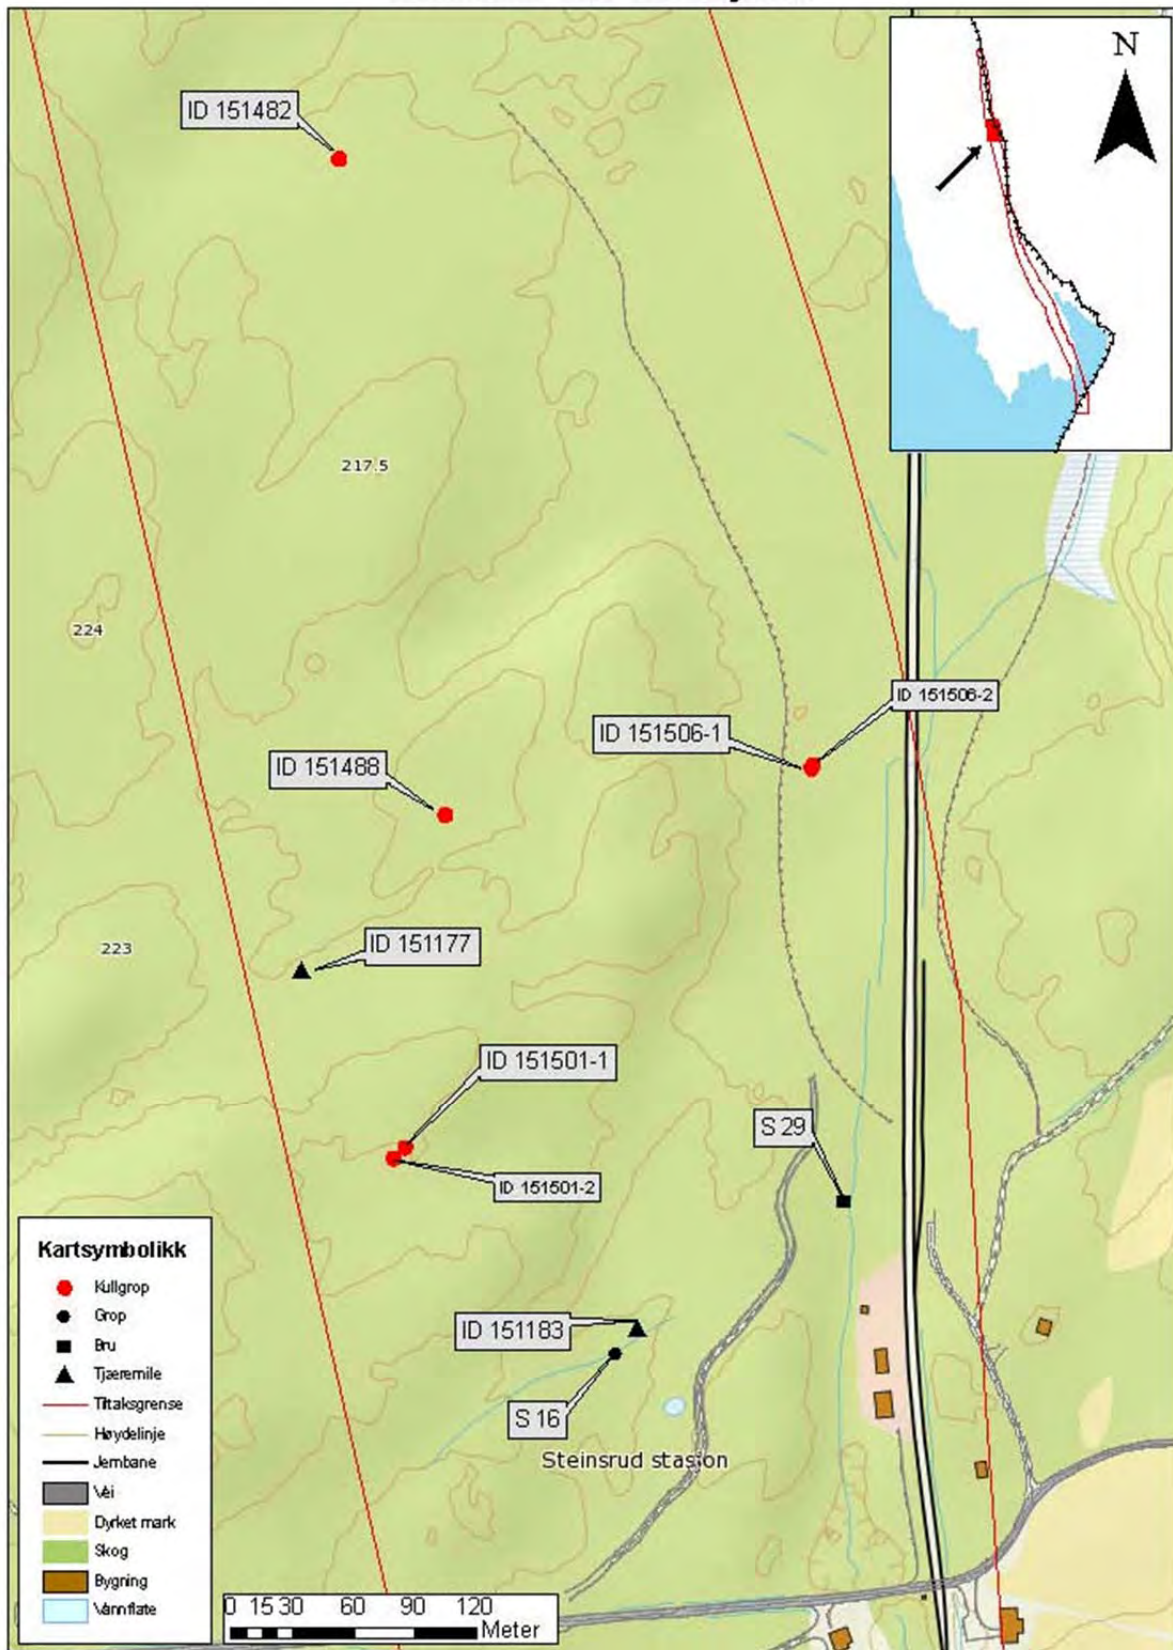 ID 151482
N
217.5
224
ID 151506-2
ID 151506-1
ID 151488
223
ID 151177
ID 151501-1
S 29
ID 151501-2
ID 151183
S 16
Steinsrud stasjon
Kartsymbolikk
Kullgrop
Grop
Bru
Tjæremile
Tiltaksgrense
Høydelinje
Jernbane
Vei
Dyrket mark
Skog
Bygning
Vannflate
0 15 30 60 90 120
Meter